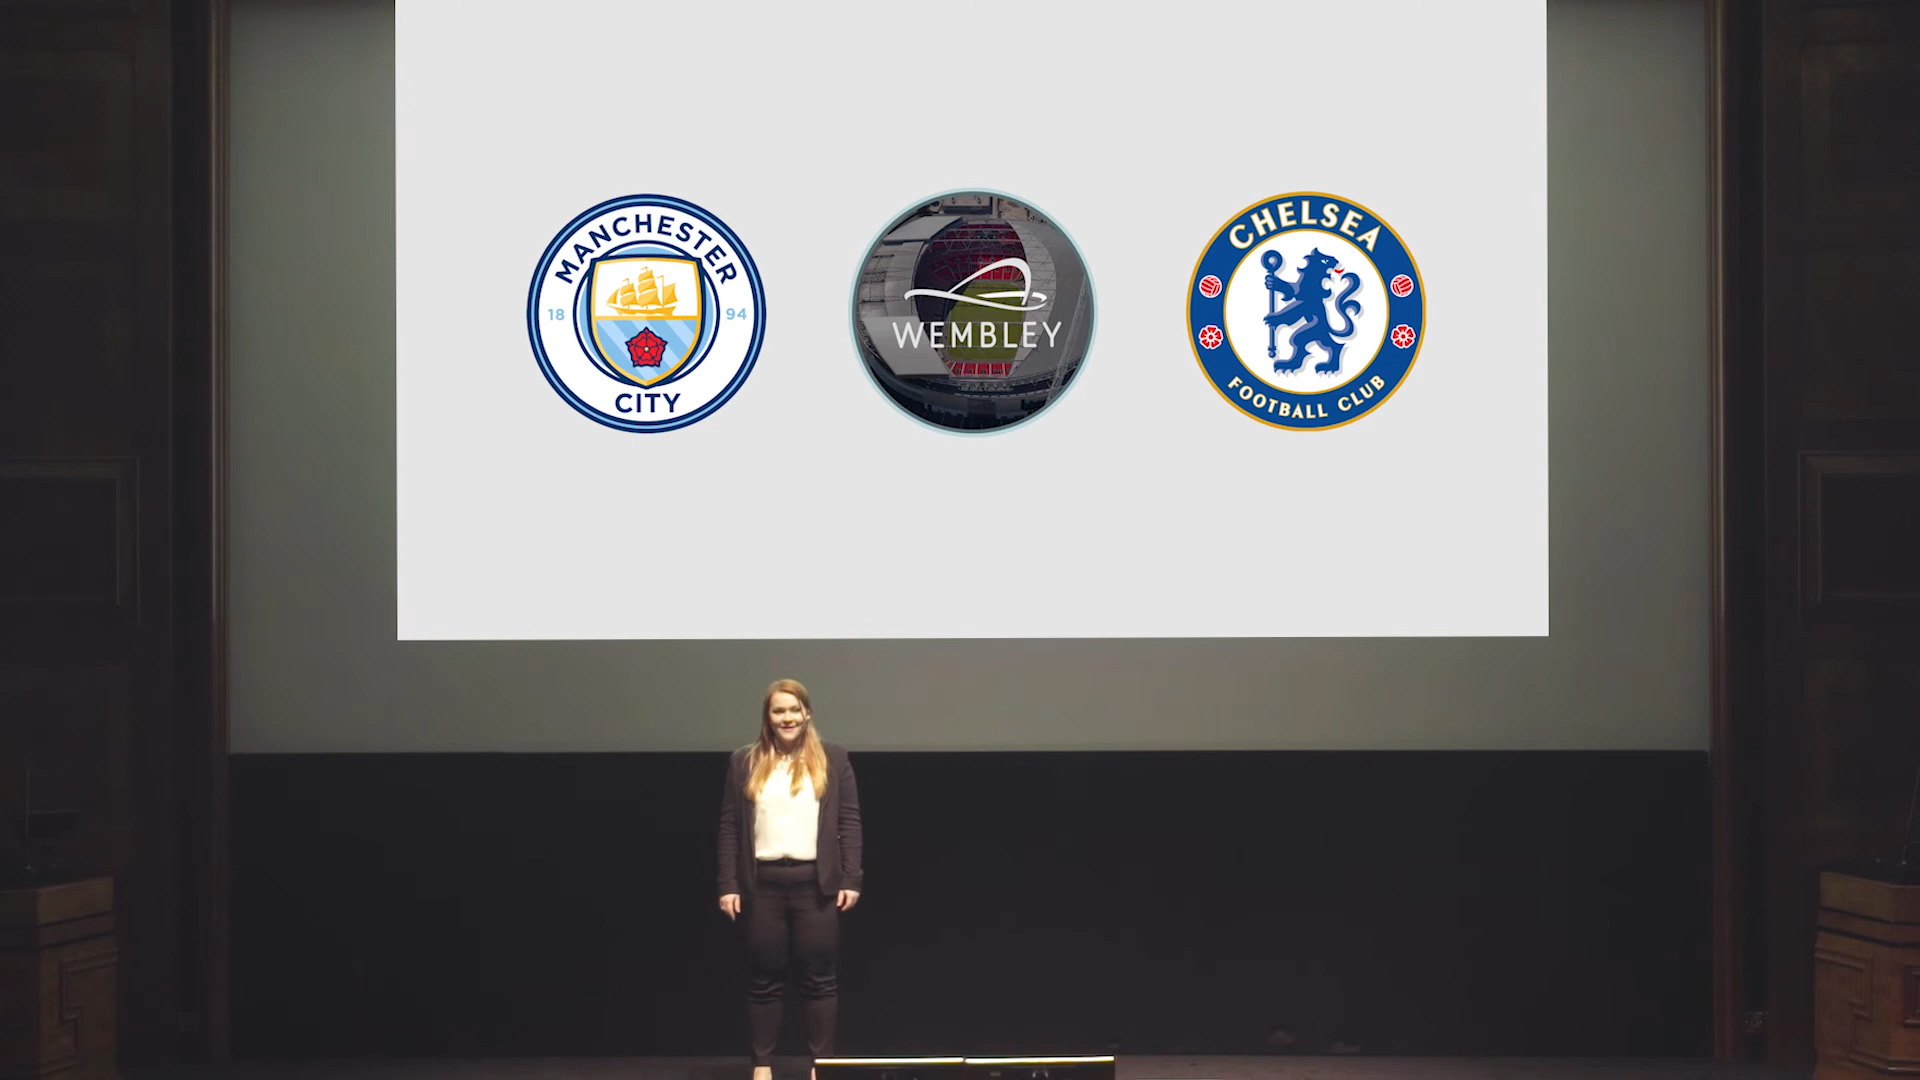 MANCHESTER
18 94
CITY
WEMBLEY
CHELSEA
FOOTBALL CLUB